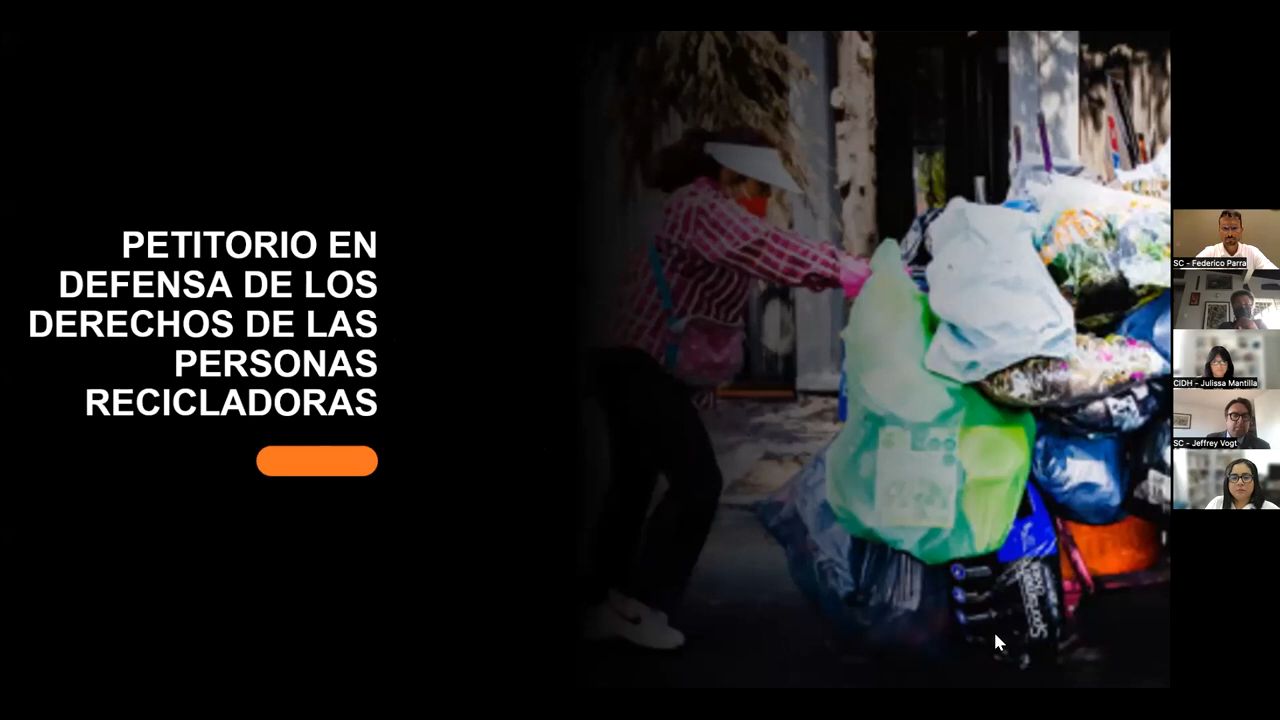 PETITORIO EN
DEFENSA DE LOS
DERECHOS DE LAS
PERSONAS
RECICLADORAS
SC - Federico Parra
CIDH - Julissa Mantilla
SC - Jeffrey Vogt